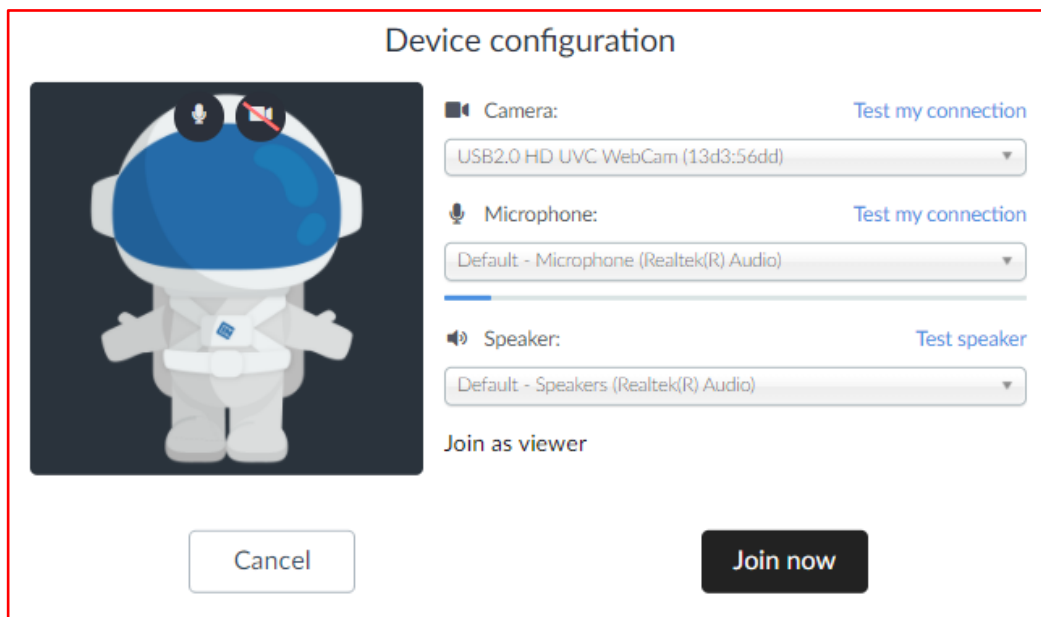 Device configuration
Camera:
Test my connection
USB2.0 HD UVC WebCam (13d3:56dd)
Microphone:
Test my connection
Default - Microphone (Realtek(R) Audio)
Speaker:
Test speaker
Default - Speakers (Realtek(R) Audio)
Join as viewer
Cancel
Join now